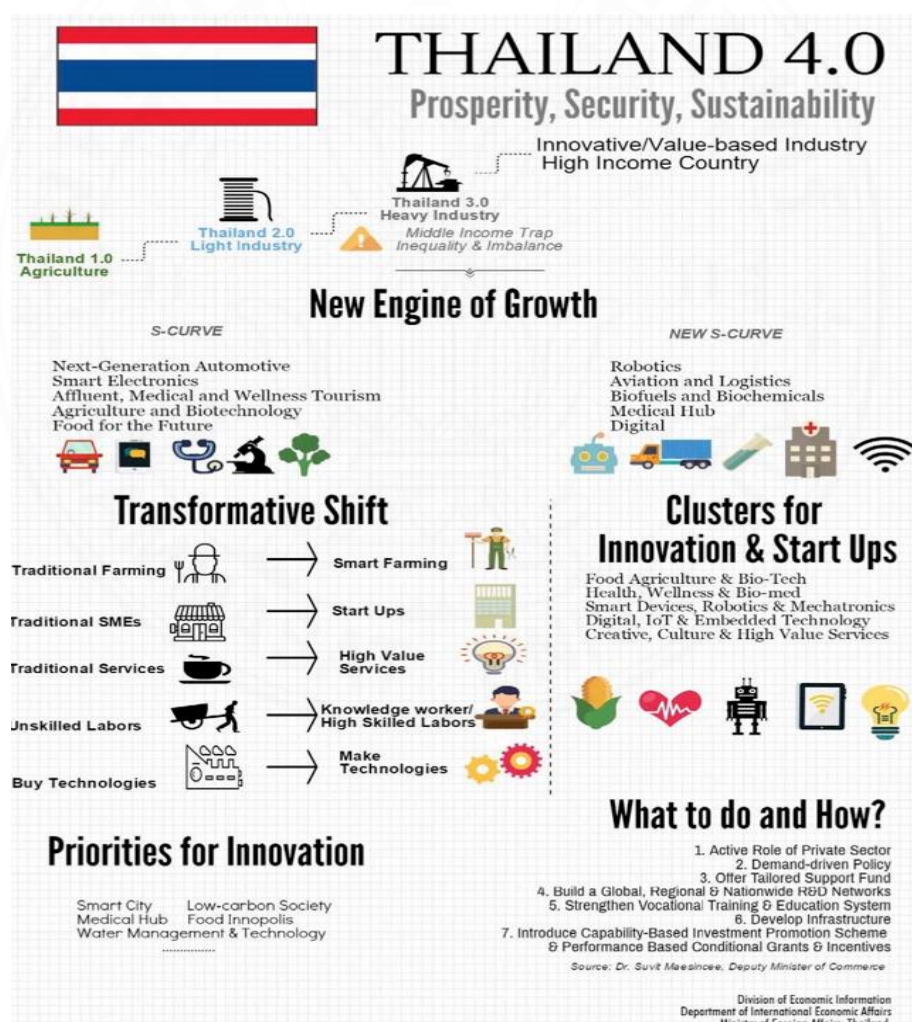 THAILAND 4.0
Prosperity, Security, Sustainability
Innovative/Value-based Industry
High Income Country
Thailand 3.0
Heavy Industry
Middle Income Trap
Inequality & Imbalance
Thailand 2.0
Light Industry
Thailand 1.0
Agriculture
New Engine of Growth
S-CURVE
Next-Generation Automotive
Smart Electronics
Affluent, Medical and Wellness Tourism
Agriculture and Biotechnology
Food for the Future
NEW S-CURVE
Robotics
Aviation and Logistics
Biofuels and Biochemicals
Medical Hub
Digital
Transformative Shift
Traditional Farming
Smart Farming
Traditional SMEs
Start Ups
Traditional Services
High Value
Services
Unskilled Labors
Knowledge worker/
High Skilled Labors
Buy Technologies
Make
Technologies
Clusters for
Innovation & Start Ups
Food Agriculture & Bio-Tech
Health, Wellness & Bio-med
Smart Devices, Robotics & Mechatronics
Digital, IoT & Embedded Technology
Creative, Culture & High Value Services
Priorities for Innovation
Smart City Low-carbon Society
Medical Hub Food Innopolis
Water Management & Technology
What to do and How?
1. Active Role of Private Sector
2. Demand-driven Policy
3. Offer Tailored Support Fund
4. Build a Global, Regional & Nationwide R&D Networks
5. Strengthen Vocational Training & Education System
6. Develop Infrastructure
7. Introduce Capability-Based Investment Promotion Scheme
& Performance Based Conditional Grants & Incentives
Source: Dr. Suvit Maesincee, Deputy Minister of Commerce
Division of Economic Information
Department of International Economic Affairs
Ministry of Foreign Affairs, Thailand